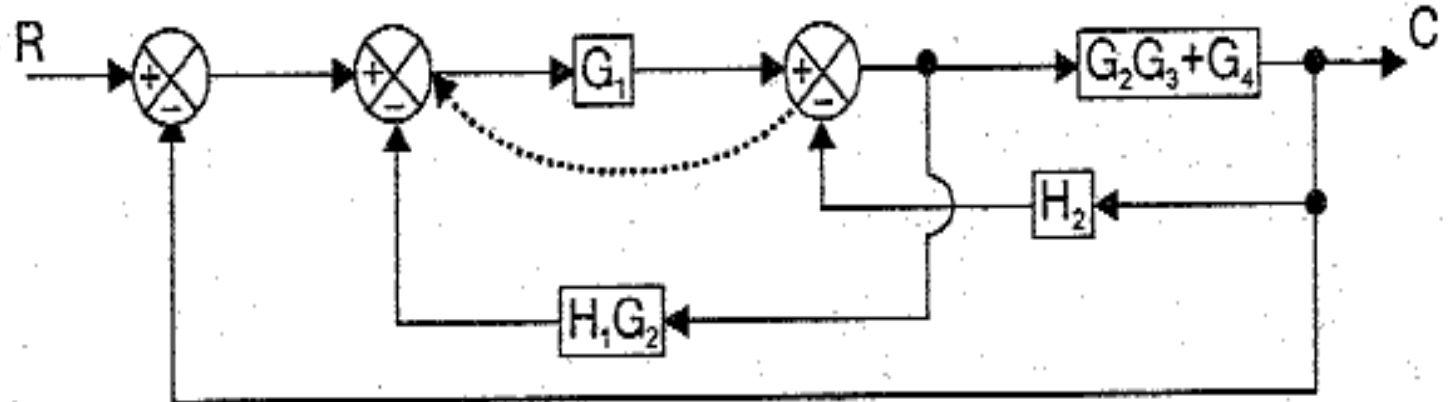 R + - + - G₁ + - G₂G₃+G₄ C
H₂
H₁G₂